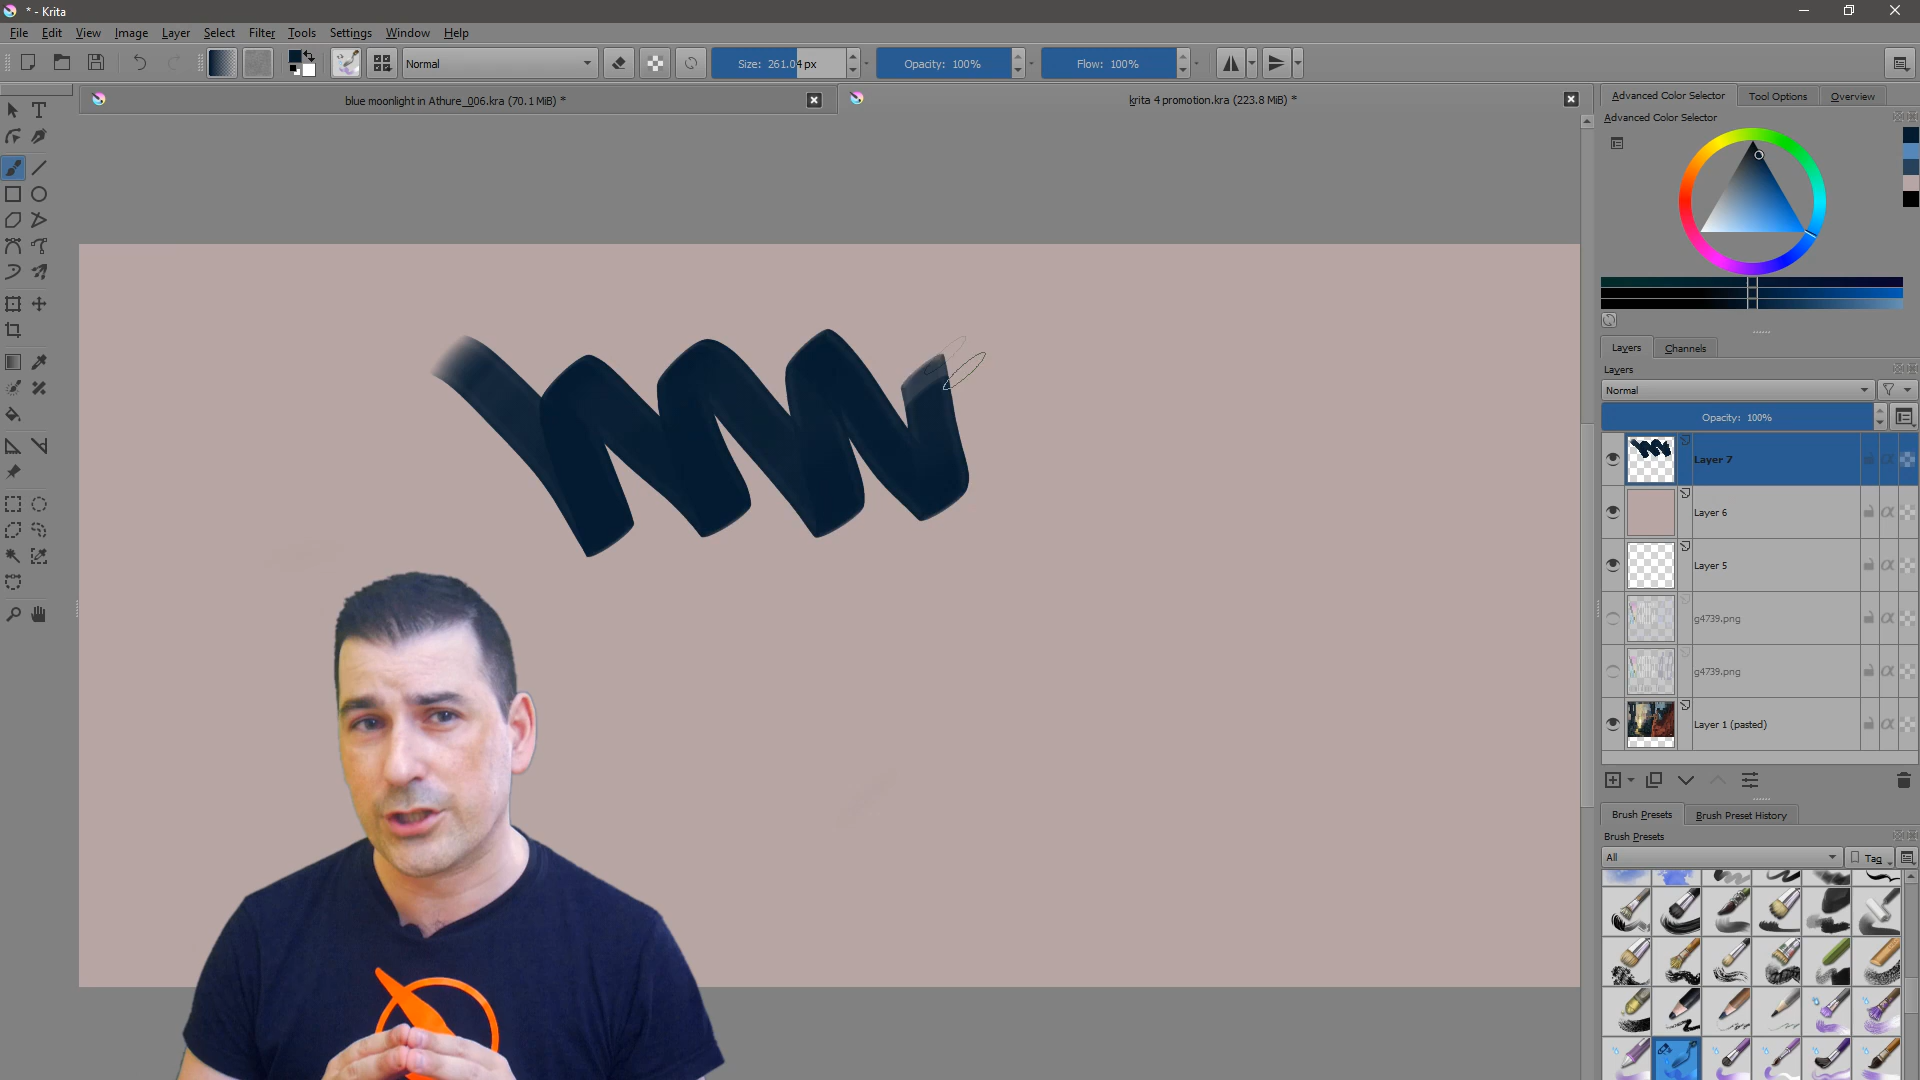 * - Krita
File Edit View Image Layer Select Filter Tools Settings Window Help
Normal Size: 261.04 px Opacity: 100% Flow: 100%
blue moonlight in Athure_006.kra (70.1 MiB) * krita 4 promotion.kra (223.8 MiB) *
Advanced Color Selector Tool Options Overview
Advanced Color Selector
Layers Channels
Layers
Normal
Opacity: 100%
Layer 7
Layer 6
Layer 5
g4739.png
g4739.png
Layer 1 (pasted)
Brush Presets Brush Preset History
Brush Presets
All Tag